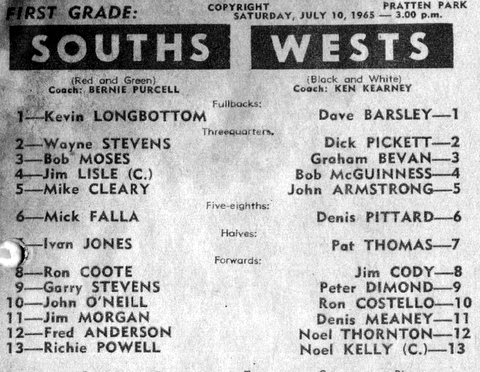 FIRST GRADE: COPYRIGHT PRATTEN PARK
SATURDAY, JULY 10, 1965 — 3.00 p.m.
SOUTHS WESTS
(Red and Green) (Black and White)
Coach: BERNIE PURCELL Coach: KEN KEARNEY
Fullbacks:
1—Kevin LONGBOTTOM Dave BARSLEY—1
Threequarters.
2—Wayne STEVENS Dick PICKETT—2
3—Bob MOSES Graham BEVAN—3
4—Jim LISLE (C.) Bob McGUINNESS—4
5—Mike CLEARY John ARMSTRONG—5
Five-eighths:
6—Mick FALLA Denis PITTARD—6
Halves:
—Ivan JONES Pat THOMAS—7
Forwards:
8—Ron COOTE Jim CODY—8
9—Garry STEVENS Peter DIMOND—9
10—John O'NEILL Ron COSTELLO—10
11—Jim MORGAN Denis MEANEY—11
12—Fred ANDERSON Noel THORNTON—12
13—Richie POWELL Noel KELLY (C.)—13